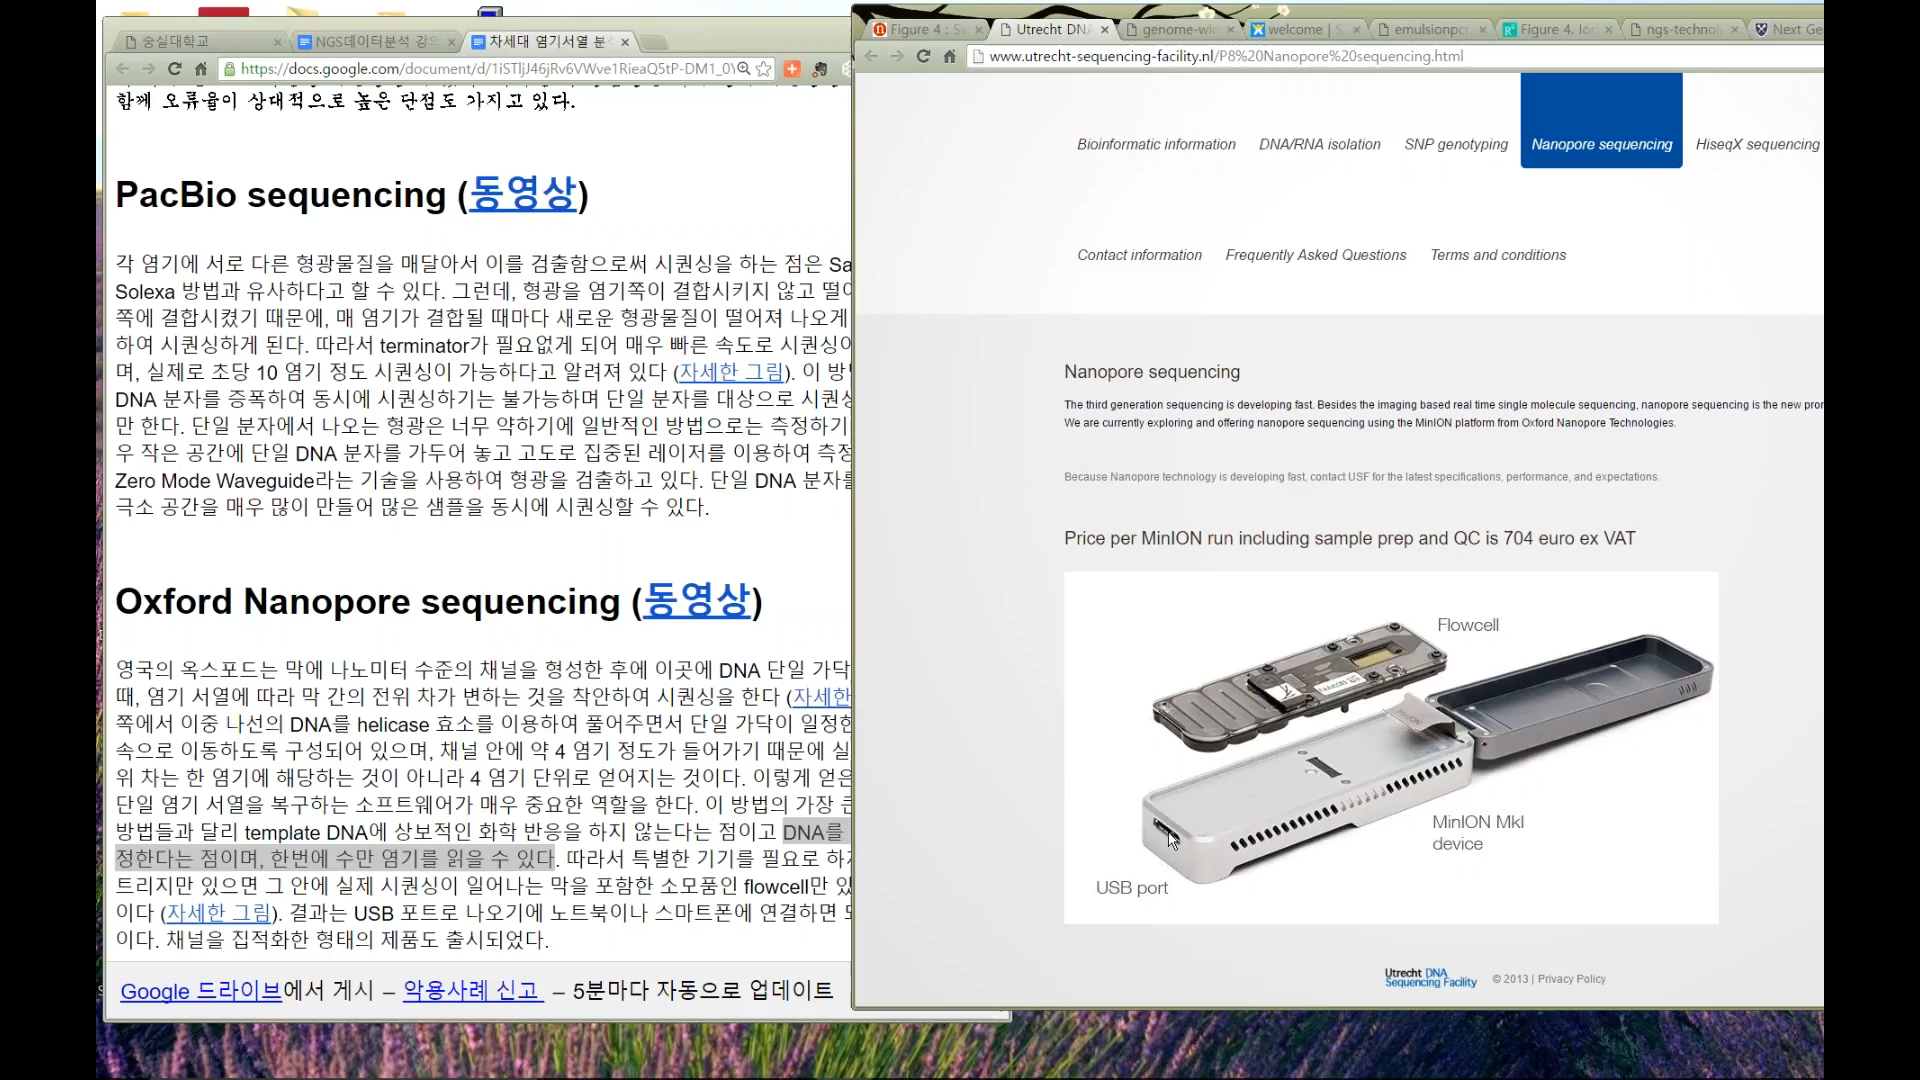 숭실대학교
NGS데이터분석 강의
차세대 염기서열 분석
https://docs.google.com/document/d/1iSTljJ46jRv6VWve1RieaQ5tP-DM1_0
함께 오류율이 상대적으로 높은 단점도 가지고 있다.
PacBio sequencing (동영상)
각 염기에 서로 다른 형광물질을 매달아서 이를 검출함으로써 시퀀싱을 하는 점은 Sa
Solexa 방법과 유사하다고 할 수 있다. 그런데, 형광을 염기쪽이 결합시키지 않고 떨어
쪽에 결합시켰기 때문에, 매 염기가 결합될 때마다 새로운 형광물질이 떨어져 나오게
하여 시퀀싱하게 된다. 따라서 terminator가 필요없게 되어 매우 빠른 속도로 시퀀싱이
며, 실제로 초당 10 염기 정도 시퀀싱이 가능하다고 알려져 있다 (자세한 그림). 이 방
DNA 분자를 증폭하여 동시에 시퀀싱하기는 불가능하며 단일 분자를 대상으로 시퀀싱
만 한다. 단일 분자에서 나오는 형광은 너무 약하기에 일반적인 방법으로는 측정하기
우 작은 공간에 단일 DNA 분자를 가두어 놓고 고도로 집중된 레이저를 이용하여 측정
Zero Mode Waveguide라는 기술을 사용하여 형광을 검출하고 있다. 단일 DNA 분자를
극소 공간을 매우 많이 만들어 많은 샘플을 동시에 시퀀싱할 수 있다.
Oxford Nanopore sequencing (동영상)
영국의 옥스포드는 막에 나노미터 수준의 채널을 형성한 후에 이곳에 DNA 단일 가닥
때, 염기 서열에 따라 막 간의 전위 차가 변하는 것을 착안하여 시퀀싱을 한다 (자세한
쪽에서 이중 나선의 DNA를 helicase 효소를 이용하여 풀어주면서 단일 가닥이 일정한
속으로 이동하도록 구성되어 있으며, 채널 안에 약 4 염기 정도가 들어가기 때문에 실
위 차는 한 염기에 해당하는 것이 아니라 4 염기 단위로 얻어지는 것이다. 이렇게 얻은
단일 염기 서열을 복구하는 소프트웨어가 매우 중요한 역할을 한다. 이 방법의 가장 큰
방법들과 달리 template DNA에 상보적인 화학 반응을 하지 않는다는 점이고 DNA를
정한다는 점이며, 한번에 수만 염기를 읽을 수 있다. 따라서 특별한 기기를 필요로 하지
트리지만 있으면 그 안에 실제 시퀀싱이 일어나는 막을 포함한 소모품인 flowcell만 있
이다 (자세한 그림). 결과는 USB 포트로 나오기에 노트북이나 스마트폰에 연결하면 되
이다. 채널을 집적화한 형태의 제품도 출시되었다.
Google 드라이브에서 게시 – 악용사례 신고 – 5분마다 자동으로 업데이트
Figure 4 : S
Utrecht DNA
genome-wi
welcome | S
emulsionpc
Figure 4. Io
ngs-technol
Next Ge
www.utrecht-sequencing-facility.nl/P8%20Nanopore%20sequencing.html
Bioinformatic information
DNA/RNA isolation
SNP genotyping
Nanopore sequencing
HiseqX sequencing
Contact information
Frequently Asked Questions
Terms and conditions
Nanopore sequencing
The third generation sequencing is developing fast. Besides the imaging based real time single molecule sequencing, nanopore sequencing is the new pro
We are currently exploring and offering nanopore sequencing using the MinION platform from Oxford Nanopore Technologies.
Because Nanopore technology is developing fast, contact USF for the latest specifications, performance, and expectations.
Price per MinION run including sample prep and QC is 704 euro ex VAT
Flowcell
MinION
MinION MkI
device
USB port
Utrecht DNA
Sequencing Facility
© 2013 | Privacy Policy